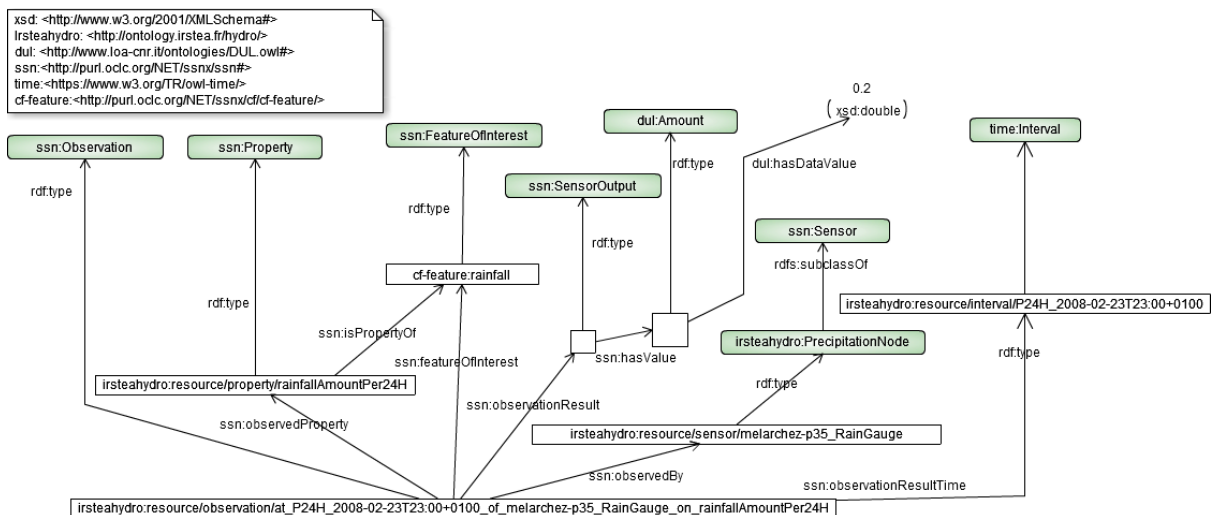 xsd: <http://www.w3.org/2001/XMLSchema#>
Irsteahydro: <http://ontology.irstea.fr/hydro/>
dul: <http://www.loa-cnr.it/ontologies/DUL.owl#>
ssn:<http://purl.oclc.org/NET/ssnx/ssn#>
time:<https://www.w3.org/TR/owl-time/>
cf-feature:<http://purl.oclc.org/NET/ssnx/cf/cf-feature/>
0.2
(xsd:double)
dul:Amount
ssn:Observation
ssn:Property
ssn:FeatureOfInterest
time:Interval
rdf:type
dul:hasDataValue
ssn:SensorOutput
rdf:type
rdf:type
ssn:Sensor
rdf:type
rdfs:subclassOf
cf-feature:rainfall
rdf:type
irsteahydro:resource/interval/P24H_2008-02-23T23:00+0100
ssn:isPropertyOf
irsteahydro:PrecipitationNode
ssn:hasValue
rdf:type
ssn:featureOfInterest
irsteahydro:resource/property/rainfallAmountPer24H
rdf:type
ssn:observationResult
ssn:observedProperty
irsteahydro:resource/sensor/melarchez-p35_RainGauge
ssn:observedBy
ssn:observationResultTime
irsteahydro:resource/observation/at_P24H_2008-02-23T23:00+0100_of_melarchez-p35_RainGauge_on_rainfallAmountPer24H